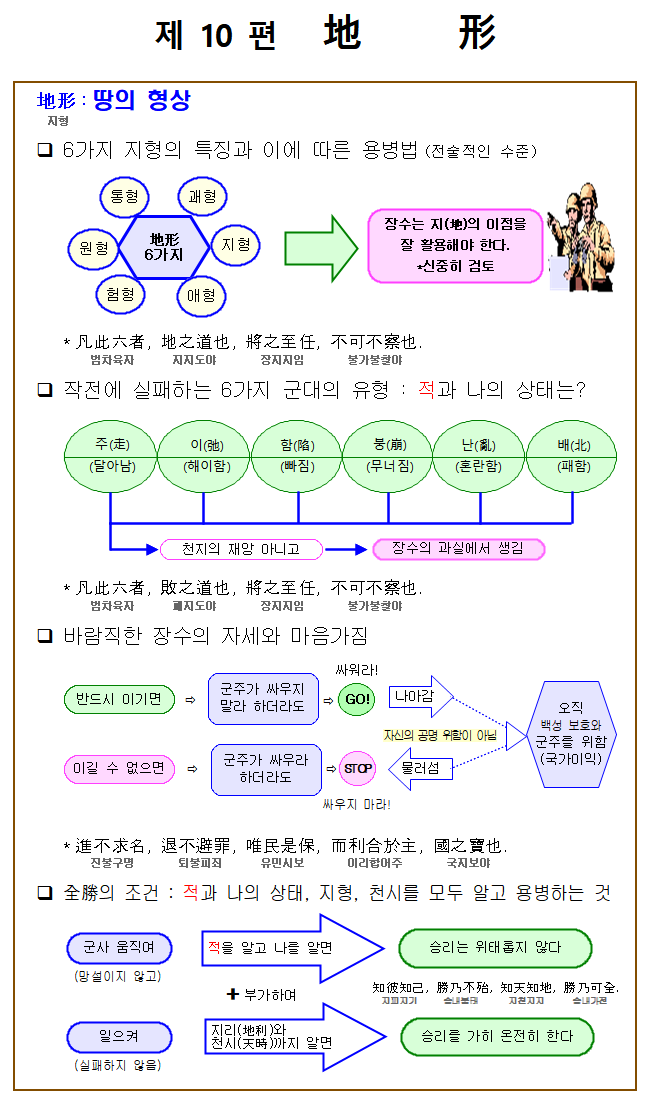 제 10 편 地 形
地形 : 땅의 형상
지형
❑ 6가지 지형의 특징과 이에 따른 용병법 (전술적인 수준)
통형
괘형
원형
地形
6가지
지형
험형
애형
장수는 지(地)의 이점을
잘 활용해야 한다.
*신중히 검토
* 凡此六者, 地之道也, 將之至任, 不可不察也.
범차육자 지지도야 장지지임 불가불찰야
❑ 작전에 실패하는 6가지 군대의 유형 : 적과 나의 상태는?
주(走) 이(弛) 함(陷) 붕(崩) 난(亂) 배(北)
(달아남) (해이함) (빠짐) (무너짐) (혼란함) (패함)
천지의 재앙 아니고
장수의 과실에서 생김
* 凡此六者, 敗之道也, 將之至任, 不可不察也.
범차육자 패지도야 장지지임 불가불찰야
❑ 바람직한 장수의 자세와 마음가짐
싸워라!
반드시 이기면 ⇨
군주가 싸우지
말라 하더라도
⇨ GO!
나아감
자신의 공명 위함이 아님
오직
백성 보호와
군주를 위함
(국가이익)
이길 수 없으면 ⇨
군주가 싸우라
하더라도
⇨ STOP
물러섬
싸우지 마라!
* 進不求名, 退不避罪, 唯民是保, 而利合於主, 國之寶也.
진불구명 퇴불피죄 유민시보 이리합어주 국지보야
❑ 全勝의 조건 : 적과 나의 상태, 지형, 천시를 모두 알고 용병하는 것
군사 움직여
(망설이지 않고)
적을 알고 나를 알면
승리는 위태롭지 않다
+ 부가하여
知彼知己, 勝乃不殆, 知天知地, 勝乃可全.
지피지기 승내불태 지천지지 승내가전
일으켜
(실패하지 않음)
지리(地利)와
천시(天時)까지 알면
승리를 가히 온전히 한다